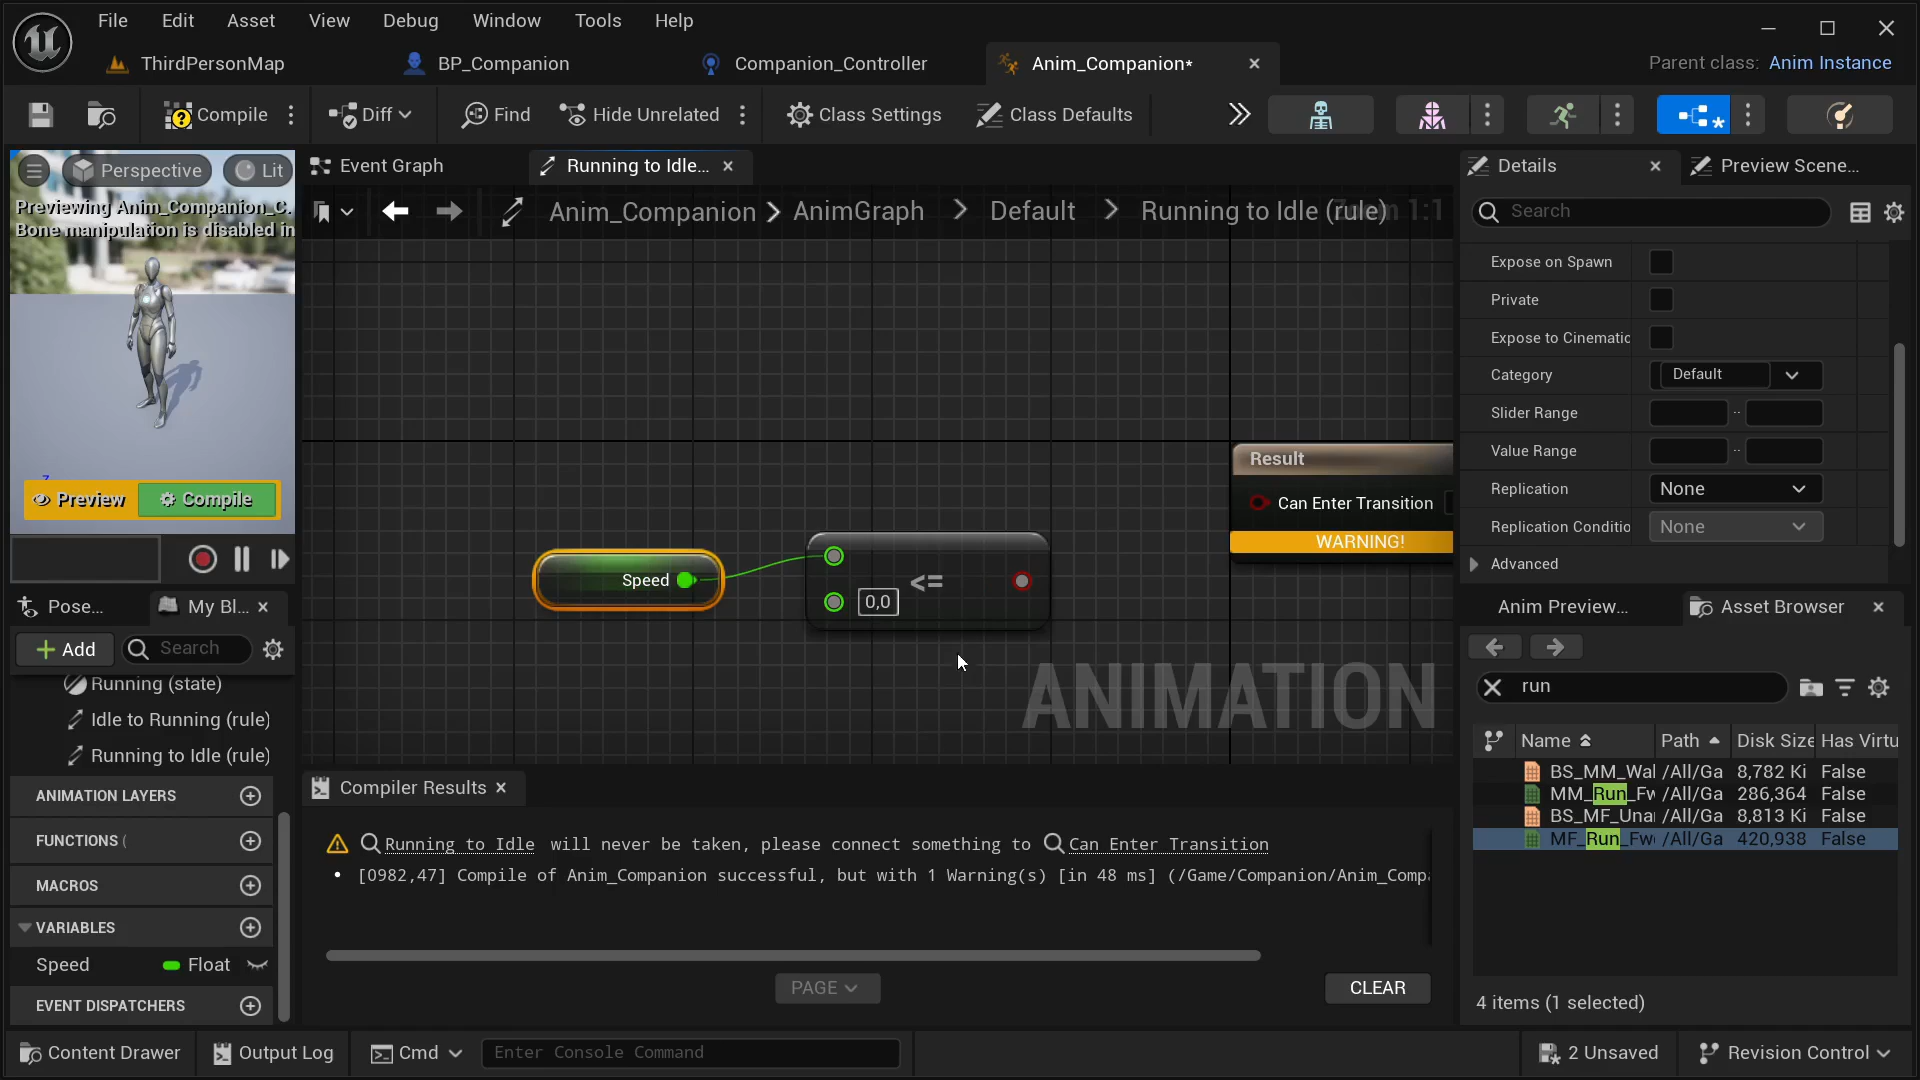 File Edit Asset View Debug Window Tools Help
ThirdPersonMap BP_Companion Companion_Controller Anim_Companion*
Parent class: Anim Instance
Compile Diff Find Hide Unrelated Class Settings Class Defaults
Perspective Lit
Previewing Anim_Companion_C.
Bone manipulation is disabled in
Preview Compile
Pose... My Bl...
Add Search
Running (state)
Idle to Running (rule)
Running to Idle (rule)
ANIMATION LAYERS
FUNCTIONS (
MACROS
VARIABLES
Speed Float
EVENT DISPATCHERS
Event Graph Running to Idle...
Anim_Companion > AnimGraph > Default > Running to Idle (rule) 1:1
Speed
0,0
<=
Result
Can Enter Transition
WARNING!
ANIMATION
Compiler Results
Running to Idle will never be taken, please connect something to Can Enter Transition
[0982,47] Compile of Anim_Companion successful, but with 1 Warning(s) [in 48 ms] (/Game/Companion/Anim_Comp
PAGE CLEAR
Details Preview Scene...
Search
Expose on Spawn
Private
Expose to Cinematic
Category Default
Slider Range ..
Value Range ..
Replication None
Replication Conditio None
Advanced
Anim Preview... Asset Browser
run
Name Path Disk Size Has Virtu
BS_MM_Wal /All/Ga 8,782 Ki False
MM_Run_Fw /All/Ga 286,364 False
BS_MF_Una /All/Ga 8,813 Ki False
MF_Run_Fw /All/Ga 420,938 False
4 items (1 selected)
Content Drawer Output Log Cmd Enter Console Command 2 Unsaved Revision Control